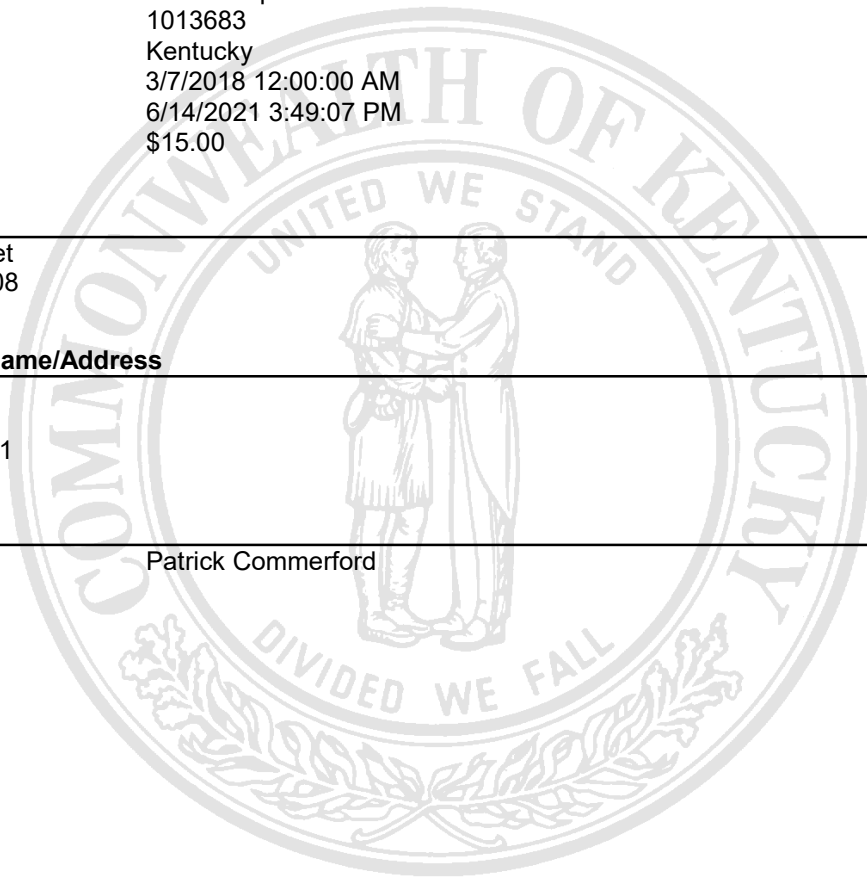 1013683
Kentucky
3/7/2018 12:00:00 AM
6/14/2021 3:49:07 PM
$15.00
COMMONWEALTH OF KENTUCKY
UNITED WE STAND
et
08
ame/Address
1
Patrick Commerford
DIVIDED WE FALL